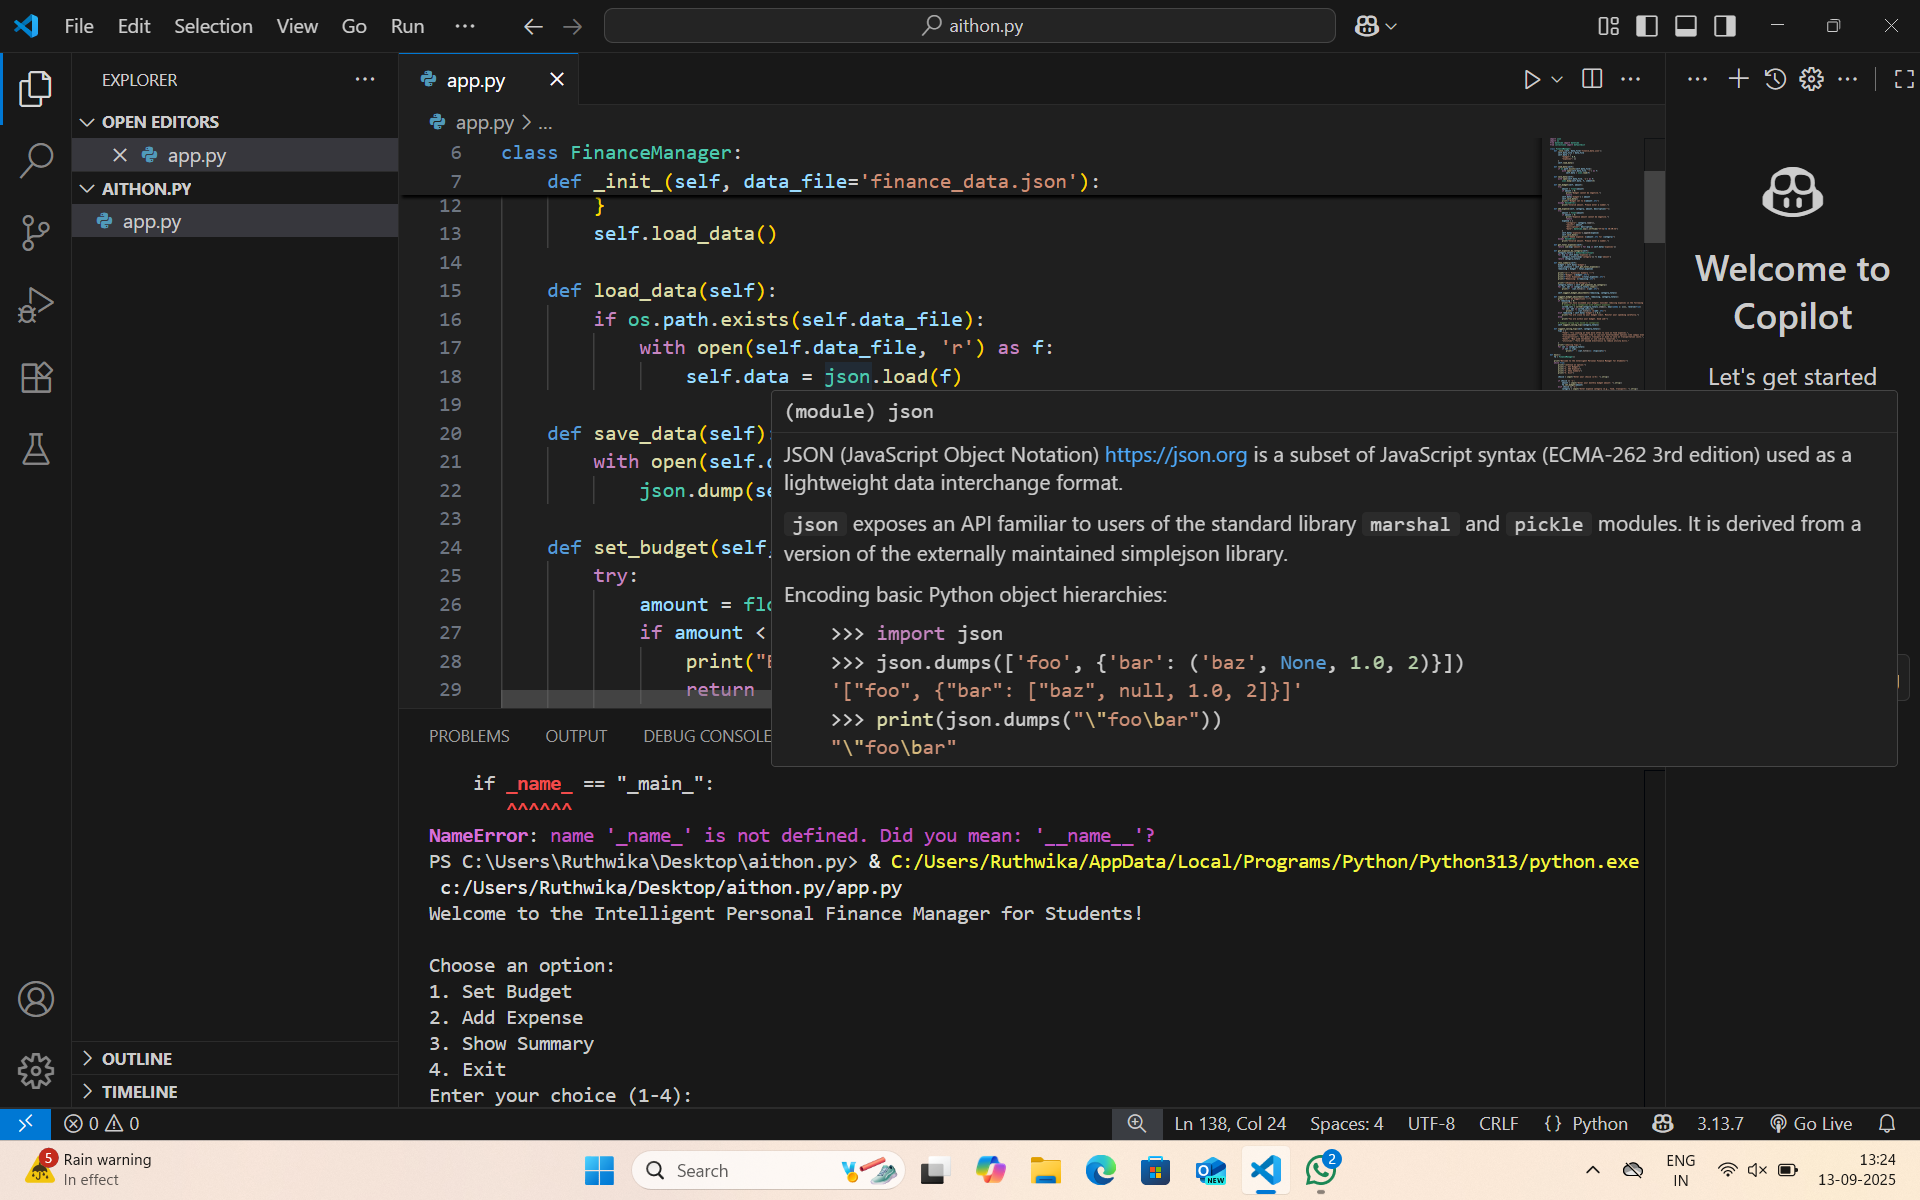 File Edit Selection View Go Run ··· aithon.py
EXPLORER
OPEN EDITORS
app.py
AITHON.PY
app.py
OUTLINE
TIMELINE
app.py
app.py > ...
6 class FinanceManager:
7 def _init_(self, data_file='finance_data.json'):
12 }
13 self.load_data()
14
15 def load_data(self):
16 if os.path.exists(self.data_file):
17 with open(self.data_file, 'r') as f:
18 self.data = json.load(f)
19
20 def save_data(self)
21 with open(self.
22 json.dump(se
23
24 def set_budget(self,
25 try:
26 amount = flo
27 if amount <
28 print("
29 return
(module) json
JSON (JavaScript Object Notation) https://json.org is a subset of JavaScript syntax (ECMA-262 3rd edition) used as a
lightweight data interchange format.
json exposes an API familiar to users of the standard library marshal and pickle modules. It is derived from a
version of the externally maintained simplejson library.
Encoding basic Python object hierarchies:
>>> import json
>>> json.dumps(['foo', {'bar': ('baz', None, 1.0, 2)}])
'["foo", {"bar": ["baz", null, 1.0, 2]}]'
>>> print(json.dumps("\"foo\bar"))
"\"foo\bar"
Welcome to
Copilot
Let's get started
PROBLEMS OUTPUT DEBUG CONSOLE
if _name_ == "_main_":
^^^^^^
NameError: name '_name_' is not defined. Did you mean: '__name__'?
PS C:\Users\Ruthwika\Desktop\aithon.py> & C:/Users/Ruthwika/AppData/Local/Programs/Python/Python313/python.exe
c:/Users/Ruthwika/Desktop/aithon.py/app.py
Welcome to the Intelligent Personal Finance Manager for Students!
Choose an option:
1. Set Budget
2. Add Expense
3. Show Summary
4. Exit
Enter your choice (1-4):
0 0 Ln 138, Col 24 Spaces: 4 UTF-8 CRLF {} Python 3.13.7 Go Live
5 Rain warning
In effect
Search
NEW
2
ENG
IN
13:24
13-09-2025